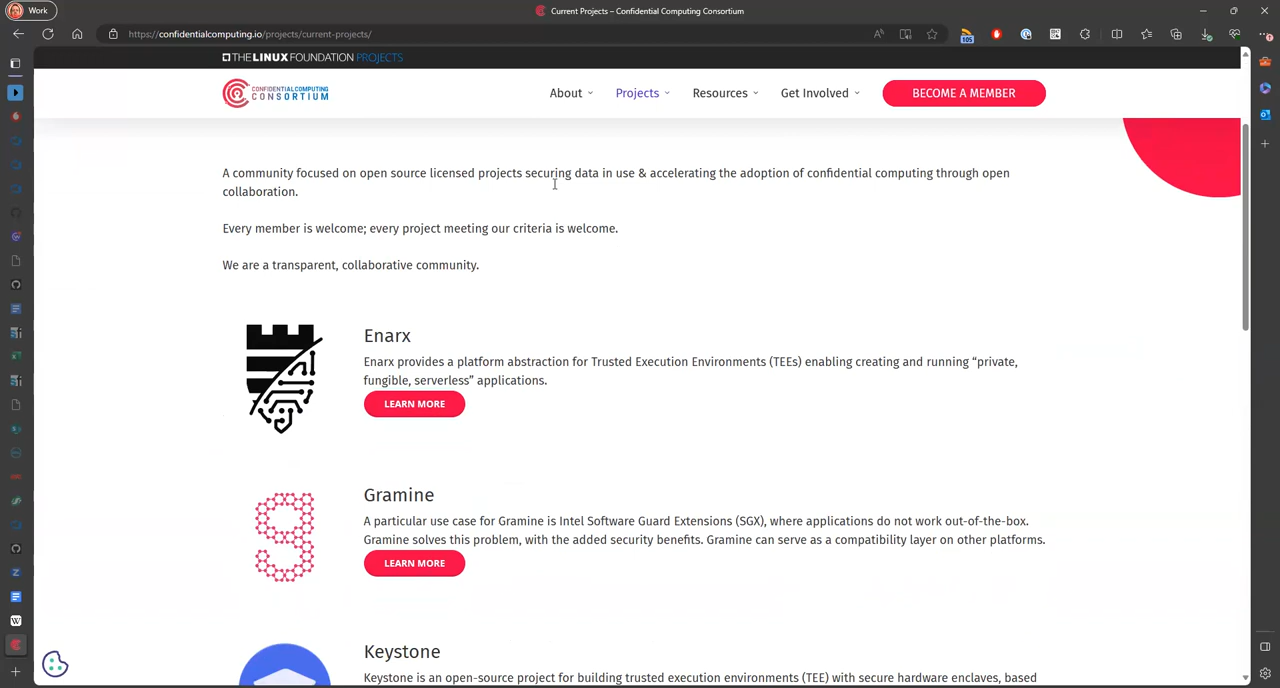 Work
Current Projects – Confidential Computing Consortium
https://confidentialcomputing.io/projects/current-projects/
105
THE LINUX FOUNDATION PROJECTS
CONFIDENTIAL COMPUTING
CONSORTIUM
About
Projects
Resources
Get Involved
BECOME A MEMBER
A community focused on open source licensed projects securing data in use & accelerating the adoption of confidential computing through open
collaboration.
Every member is welcome; every project meeting our criteria is welcome.
We are a transparent, collaborative community.
Enarx
Enarx provides a platform abstraction for Trusted Execution Environments (TEEs) enabling creating and running “private,
fungible, serverless” applications.
LEARN MORE
g
Gramine
A particular use case for Gramine is Intel Software Guard Extensions (SGX), where applications do not work out-of-the-box.
Gramine solves this problem, with the added security benefits. Gramine can serve as a compatibility layer on other platforms.
LEARN MORE
Keystone
Keystone is an open-source project for building trusted execution environments (TEE) with secure hardware enclaves, based